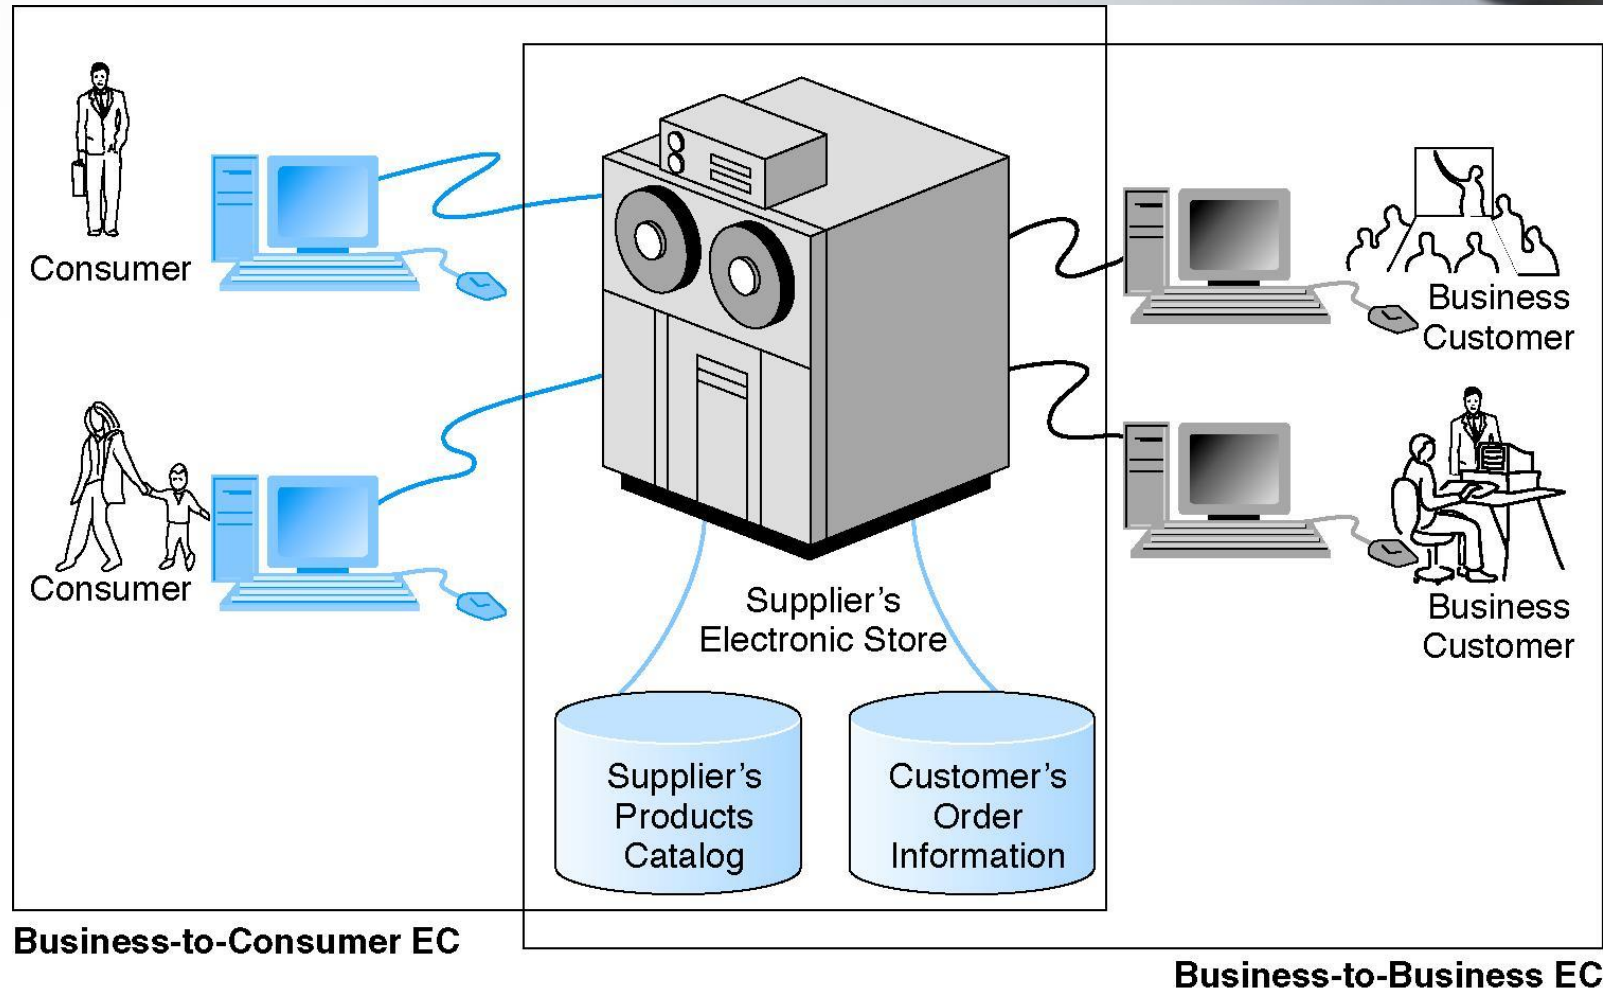 Consumer
Business
Customer
Consumer
Supplier’s
Electronic Store
Business
Customer
Supplier’s
Products
Catalog
Customer’s
Order
Information
Business-to-Consumer EC
Business-to-Business EC